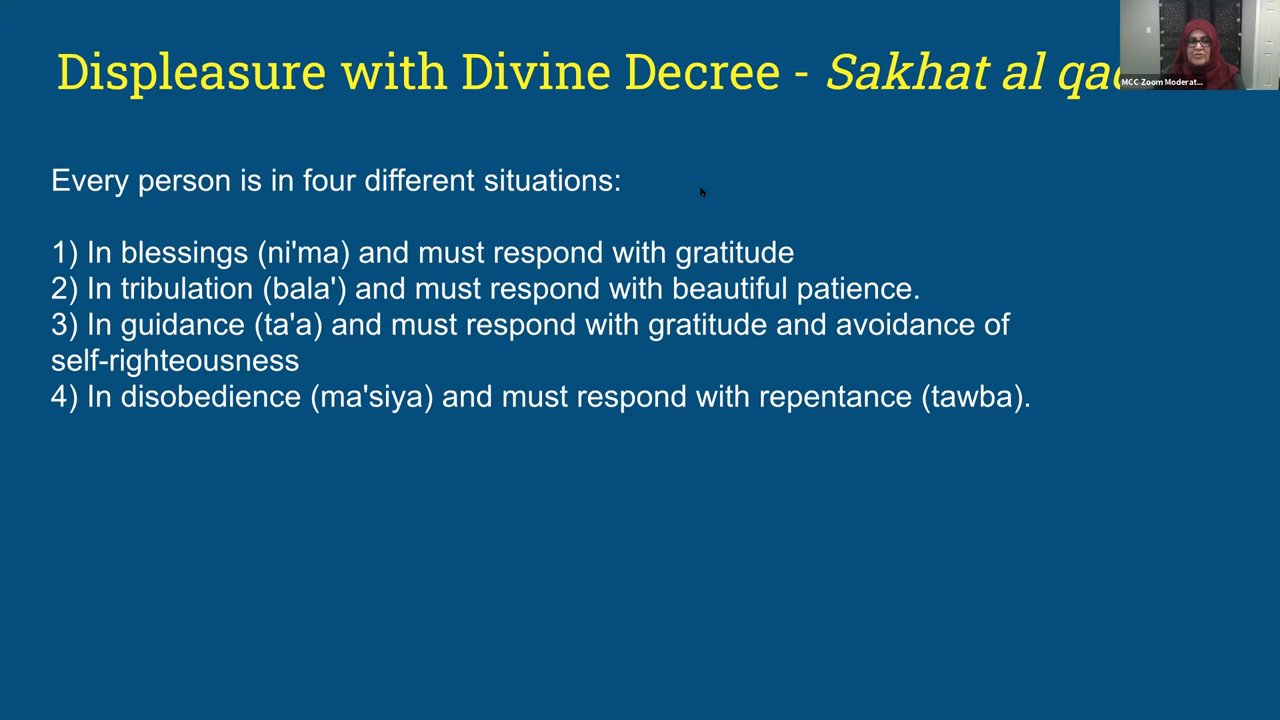 Displeasure with Divine Decree - Sakhat al
MCC Zoom Moderat...
Every person is in four different situations:
1) In blessings (ni'ma) and must respond with gratitude
2) In tribulation (bala') and must respond with beautiful patience.
3) In guidance (ta'a) and must respond with gratitude and avoidance of
self-righteousness
4) In disobedience (ma'siya) and must respond with repentance (tawba).